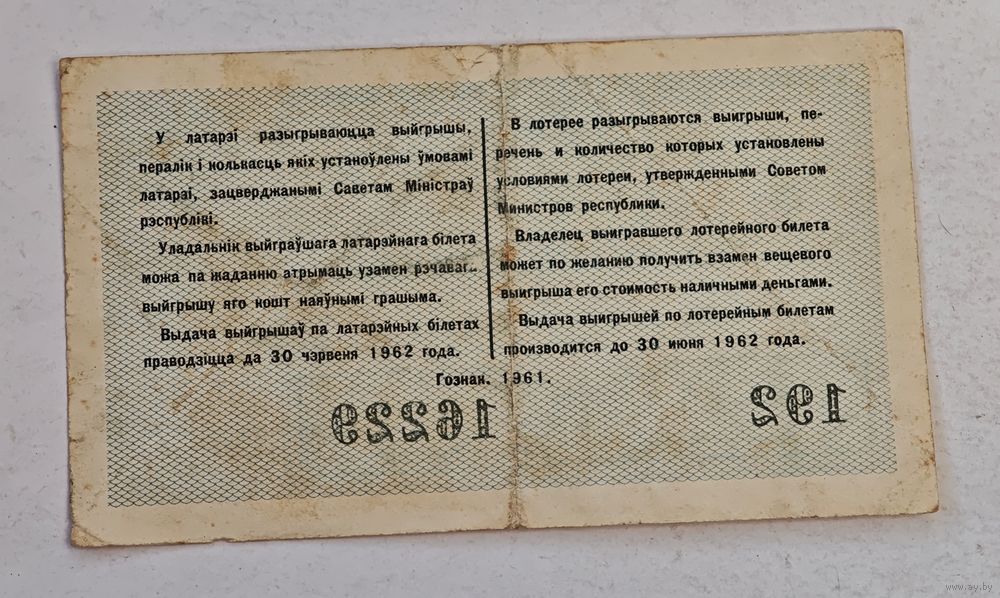 У латарэі разыгрываюцца выйгрышы,
пералік і колькасць якіх устаноўлены ўмовамі
латарэі, зацверджанымі Саветам Міністраў
рэспублікі.
Уладальнік выйграўшага латарэйнага білета
можа па жаданню атрымаць узамен рэчавага
выйгрышу яго кошт наяўнымі грашыма.
Выдача выйгрышаў па латарэйных білетах
праводзіцца да 30 чэрвеня 1962 года.
В лотерее разыгрываются выигрыши, пе-
речень и количество которых установлены
условиями лотереи, утвержденными Советом
Министров республики.
Владелец выигравшего лотерейного билета
может по желанию получить взамен вещевого
выигрыша его стоимость наличными деньгами.
Выдача выигрышей по лотерейным билетам
производится до 30 июня 1962 года.
Гознак. 1961.
16229
192
www.ay.by